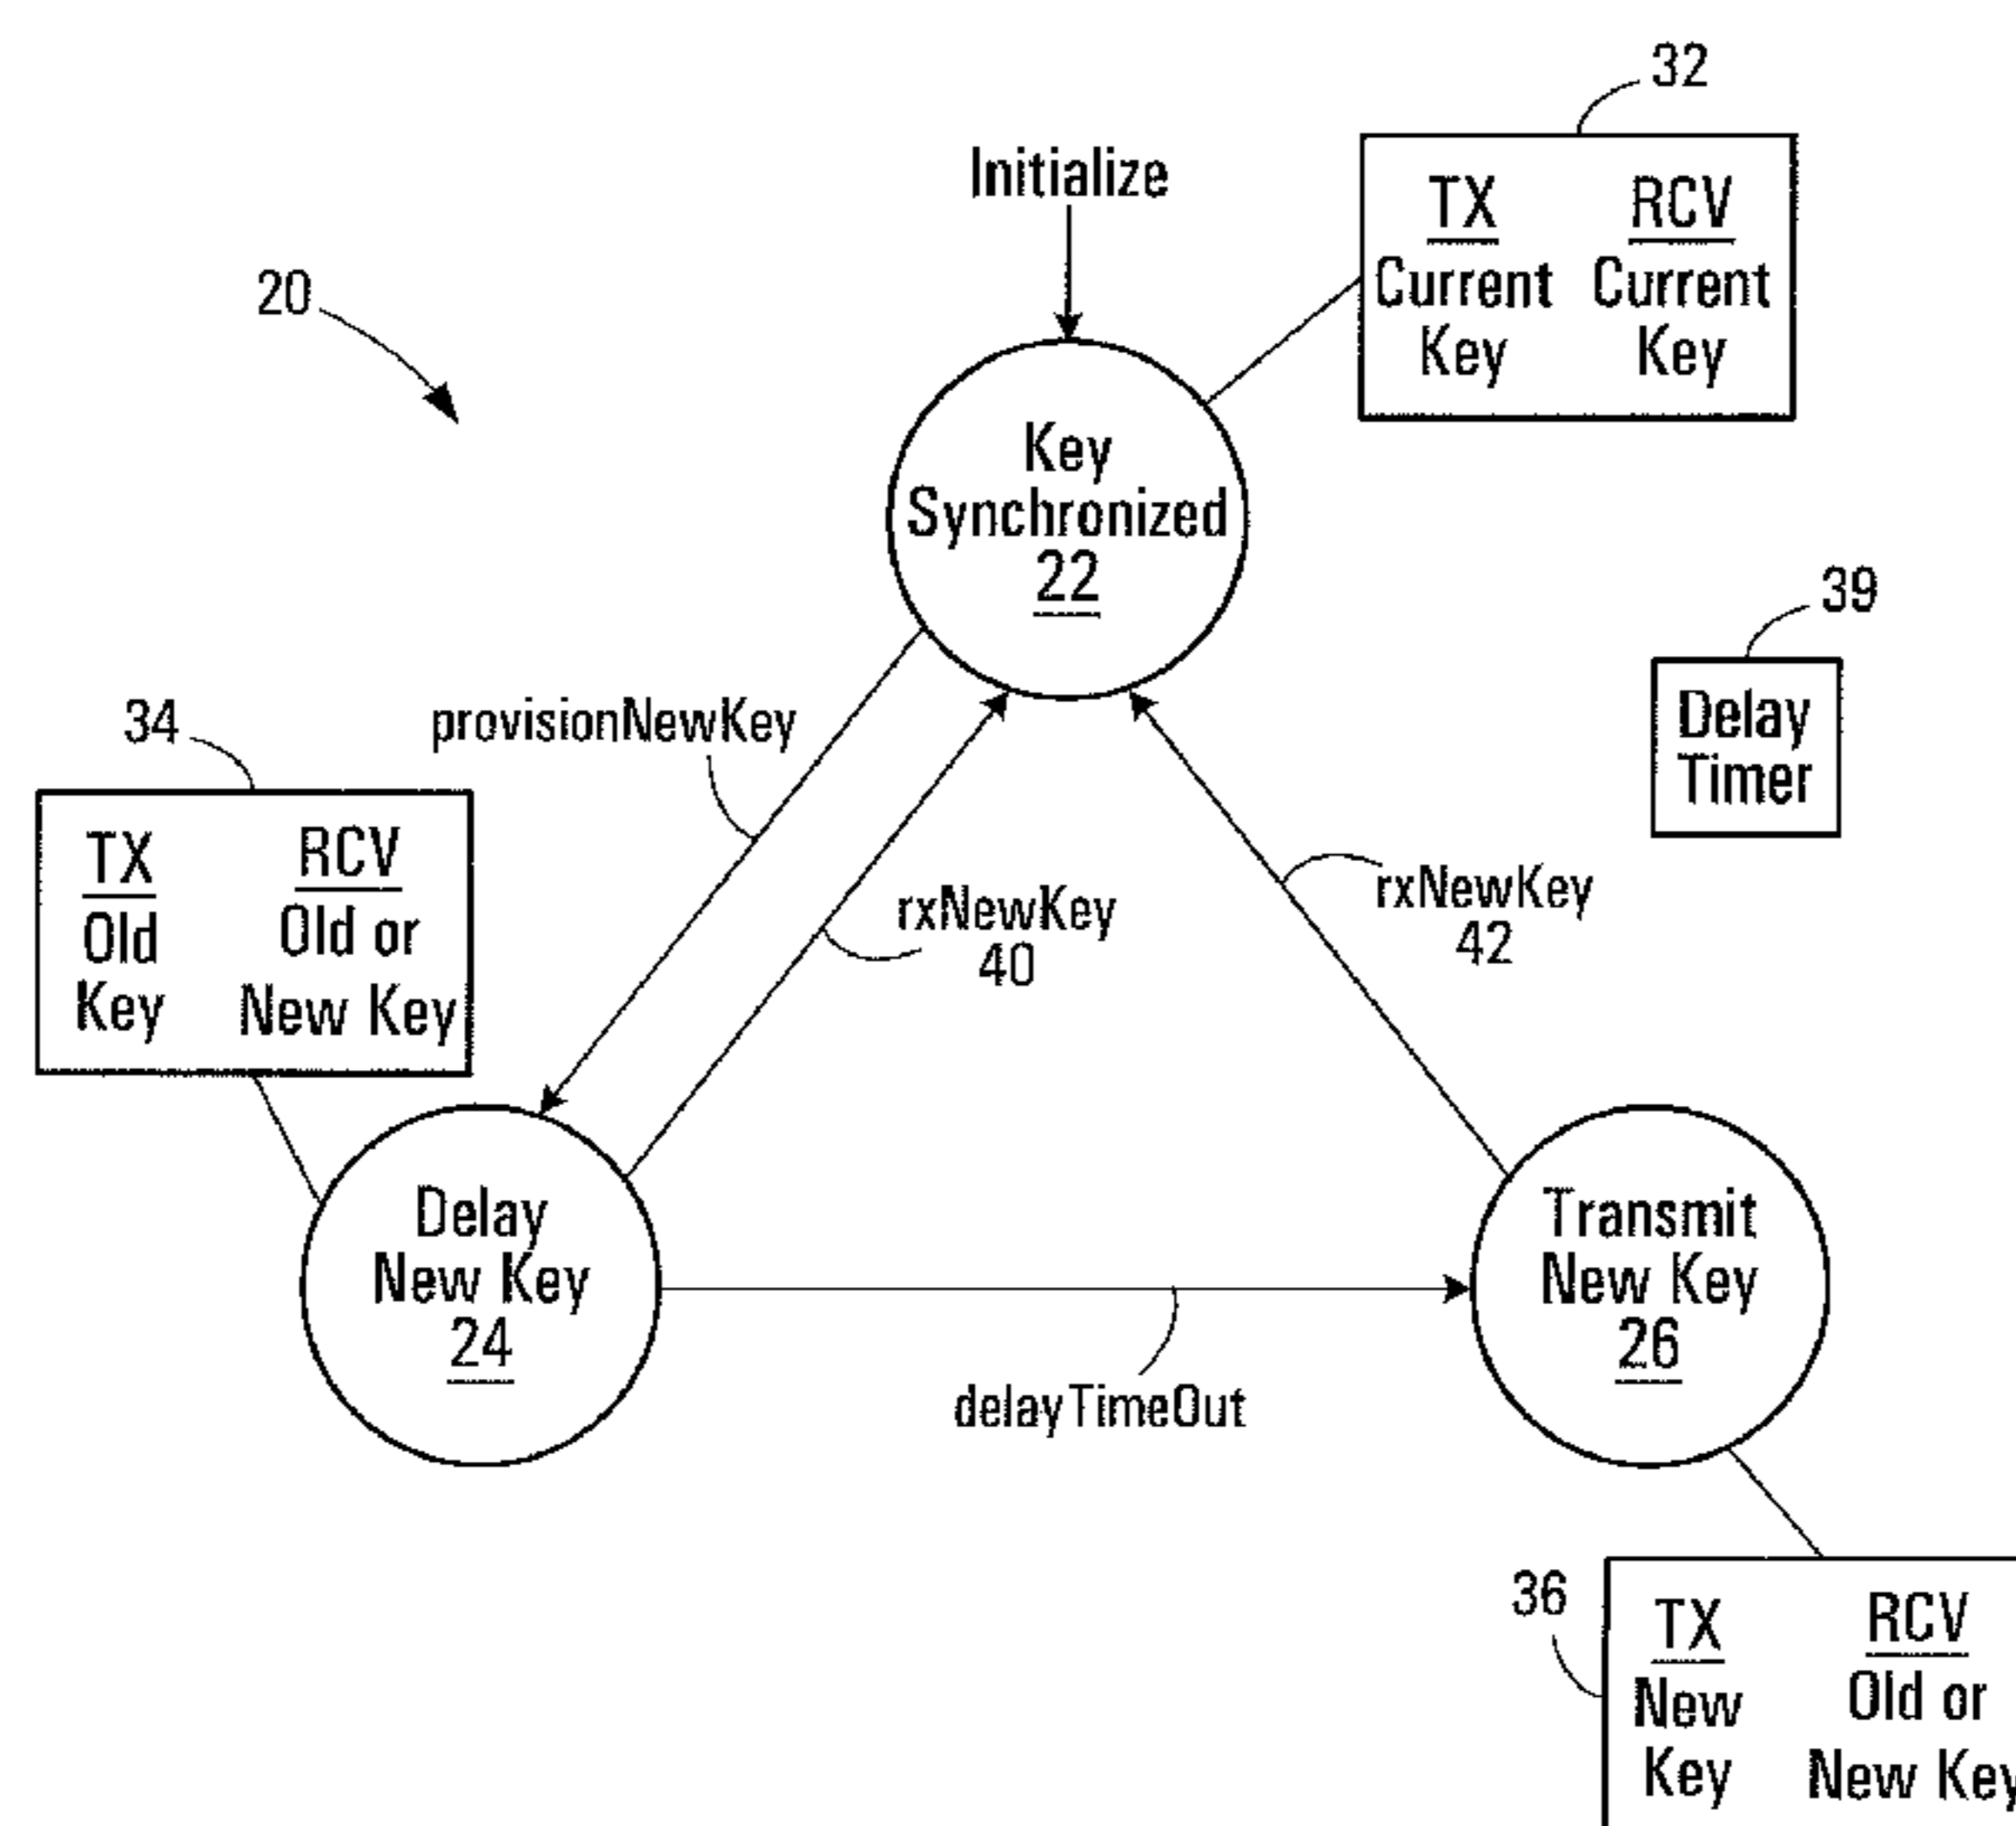 32
Initialize
TX RCV
Current Current
Key Key
20
Key
Synchronized
22
39
Delay
Timer
provisionNewKey
34
TX RCV
Old Old or
Key New Key
rxNewKey
40
rxNewKey
42
Delay
New Key
24
Transmit
New Key
26
delayTimeOut
36
TX RCV
New Old or
Key New Key